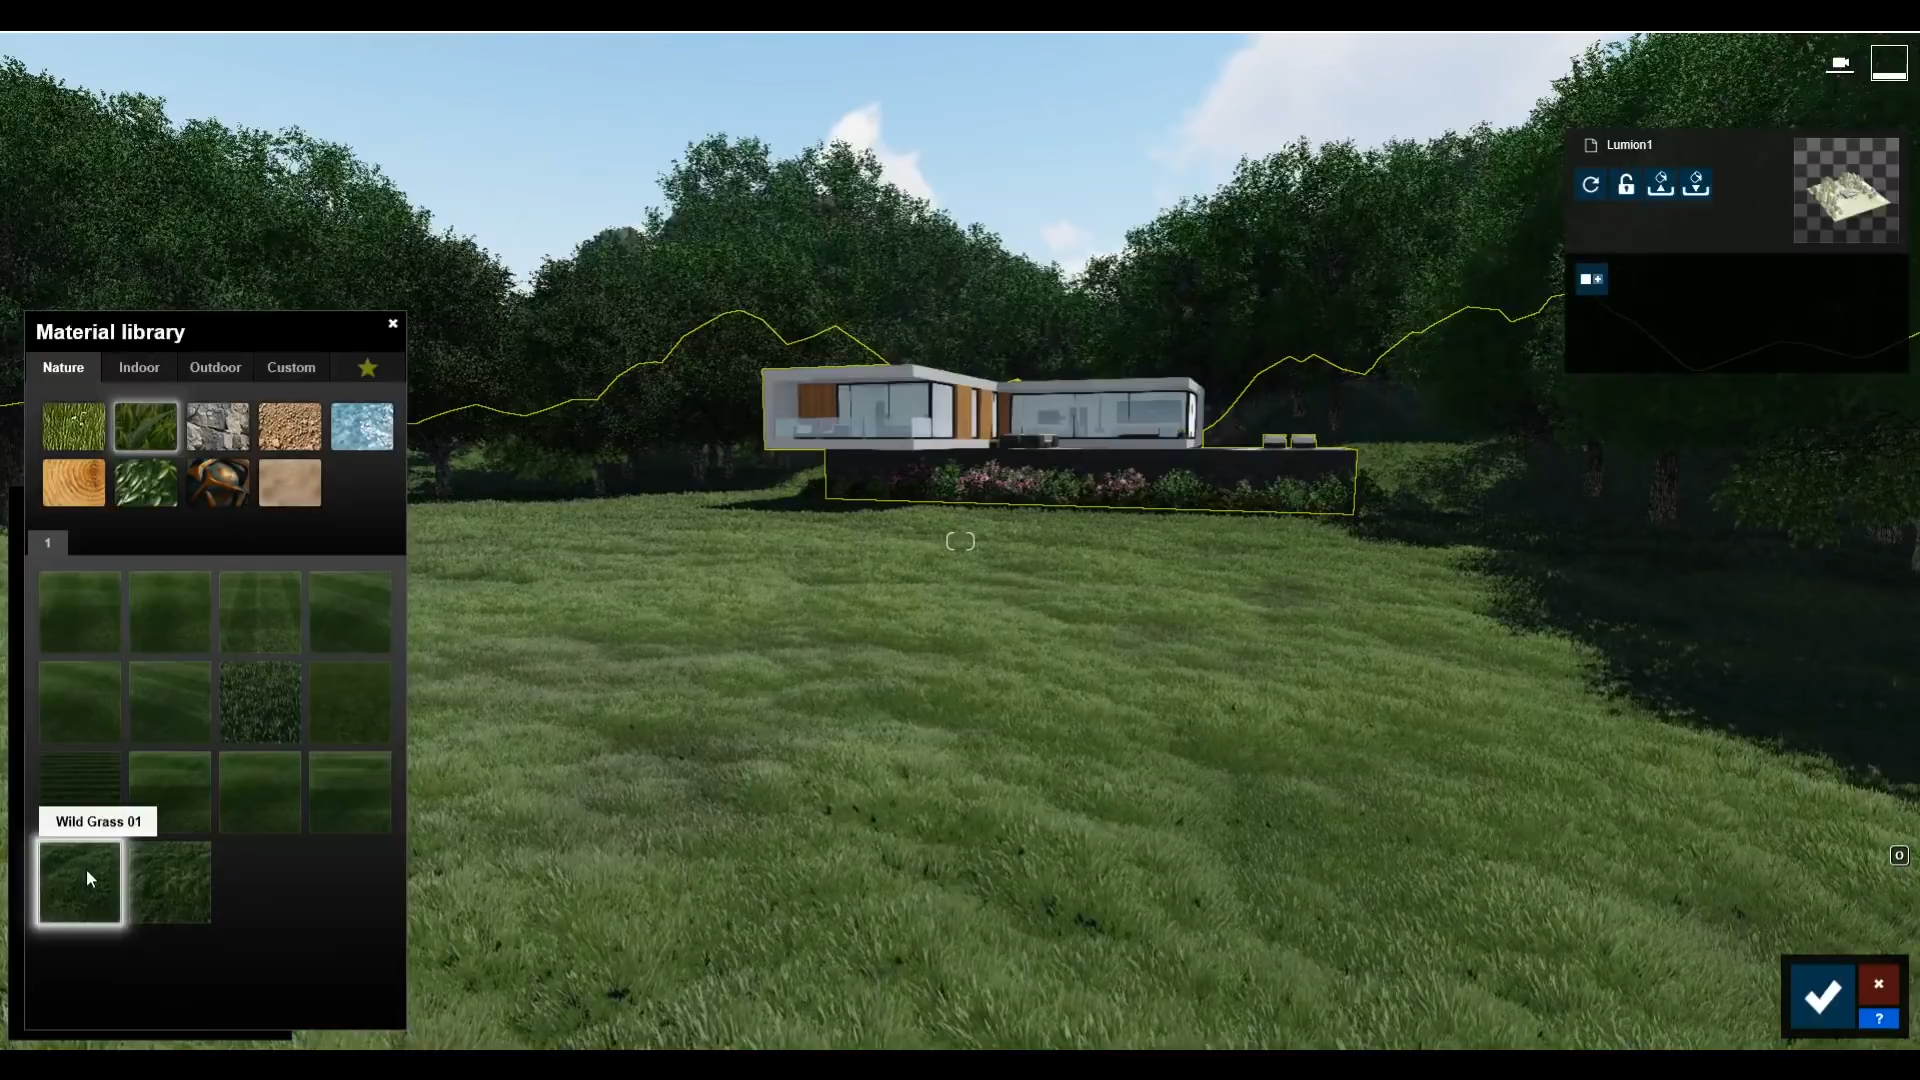 Lumion1
Material library
Nature Indoor Outdoor Custom
1
Wild Grass 01
O
?